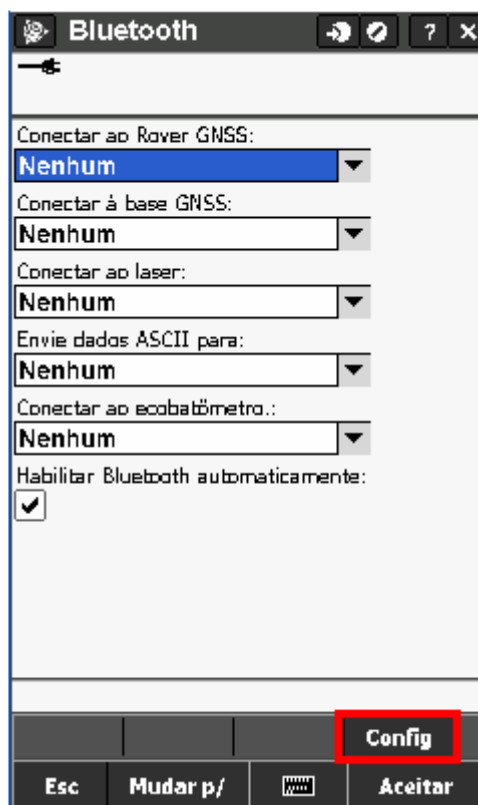 Bluetooth ? ×
Conectar ao Rover GNSS:
Nenhum
Conectar à base GNSS:
Nenhum
Conectar ao laser:
Nenhum
Envie dados ASCII para:
Nenhum
Conectar ao ecobatômetro.:
Nenhum
Habilitar Bluetooth automaticamente:
Config
Esc Mudar p/ Aceitar